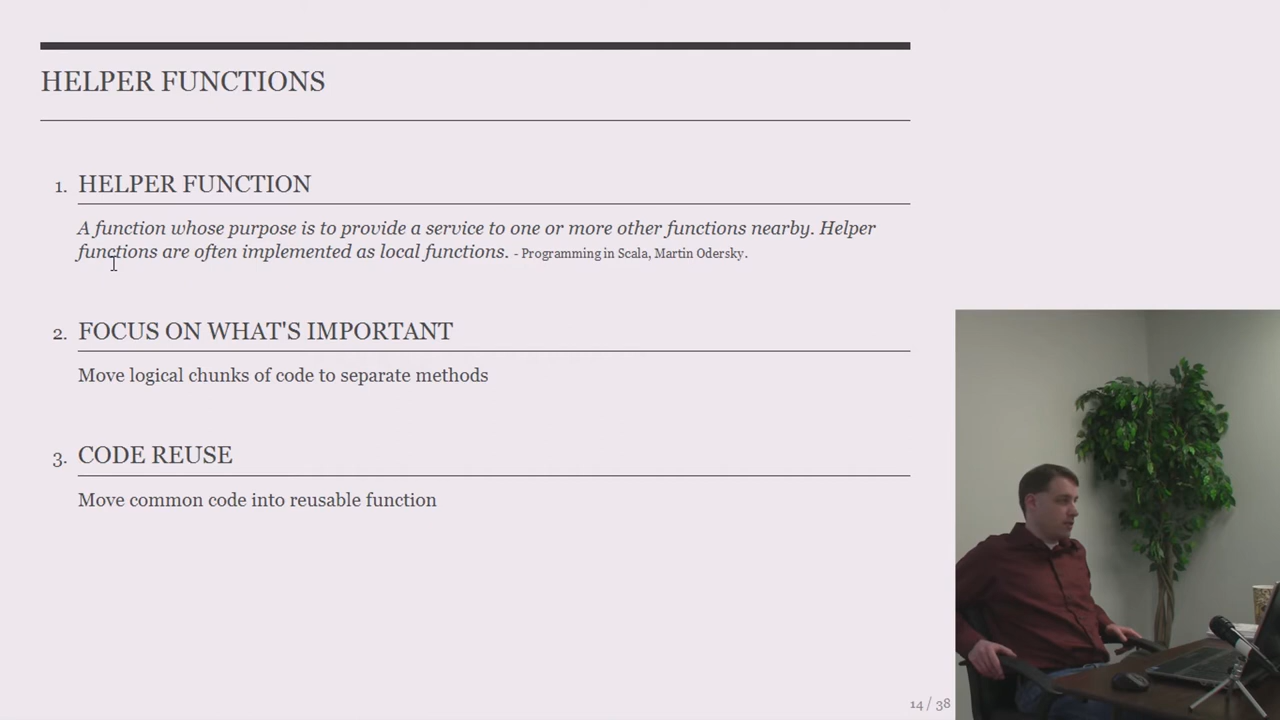 HELPER FUNCTIONS
1. HELPER FUNCTION
A function whose purpose is to provide a service to one or more other functions nearby. Helper
functions are often implemented as local functions. - Programming in Scala, Martin Odersky.
2. FOCUS ON WHAT'S IMPORTANT
Move logical chunks of code to separate methods
3. CODE REUSE
Move common code into reusable function
14 / 38